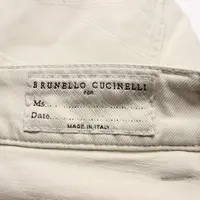 BRUNELLO CUCINELLI
FOR
Ms.
Date
MADE IN ITALY